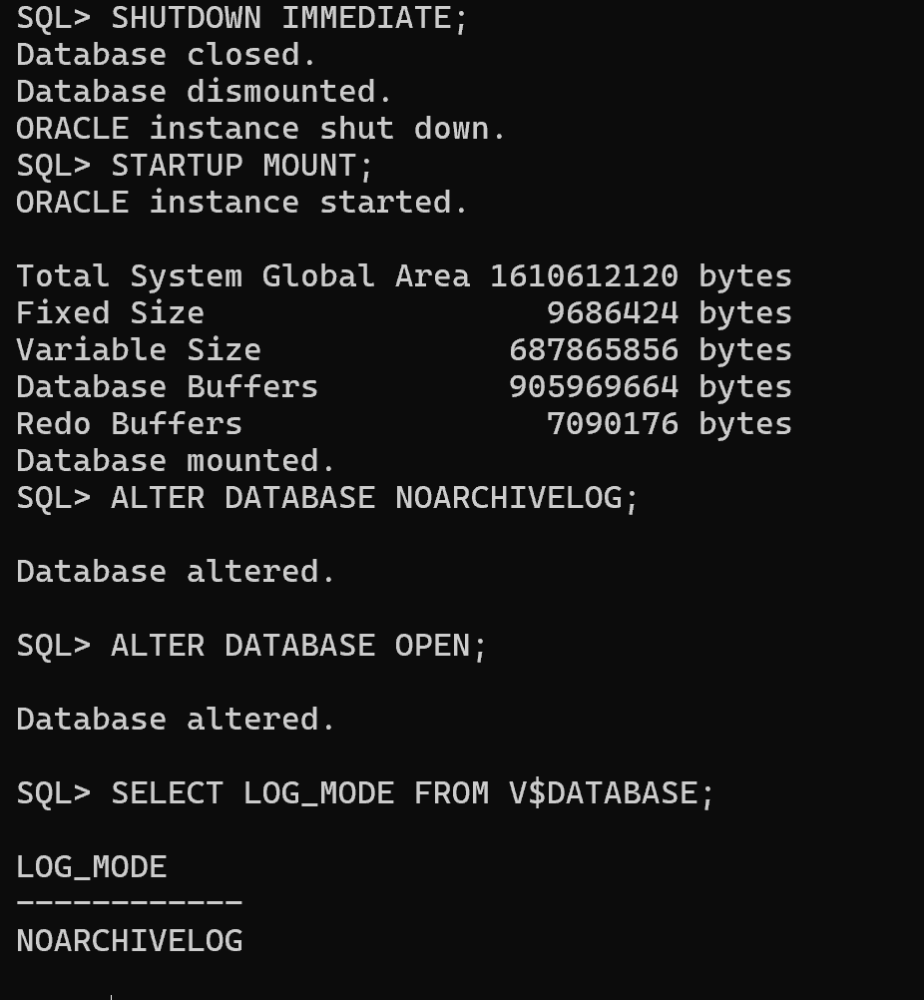 SQL> SHUTDOWN IMMEDIATE;
Database closed.
Database dismounted.
ORACLE instance shut down.
SQL> STARTUP MOUNT;
ORACLE instance started.

Total System Global Area 1610612120 bytes
Fixed Size                  9686424 bytes
Variable Size             687865856 bytes
Database Buffers          905969664 bytes
Redo Buffers                7090176 bytes
Database mounted.
SQL> ALTER DATABASE NOARCHIVELOG;

Database altered.

SQL> ALTER DATABASE OPEN;

Database altered.

SQL> SELECT LOG_MODE FROM V$DATABASE;

LOG_MODE
------------
NOARCHIVELOG